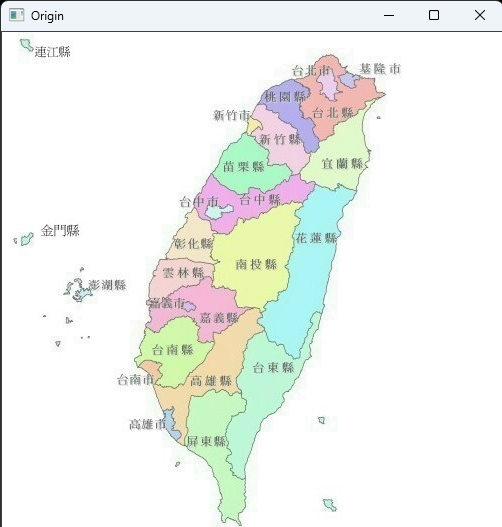 Origin
連江縣
台北市
基隆市
桃園縣
台北縣
新竹市
新竹縣
宜蘭縣
苗栗縣
台中市
台中縣
金門縣
彰化縣
花蓮縣
南投縣
雲林縣
澎湖縣
嘉義市
嘉義縣
台南縣
台東縣
台南市
高雄縣
高雄市
屏東縣